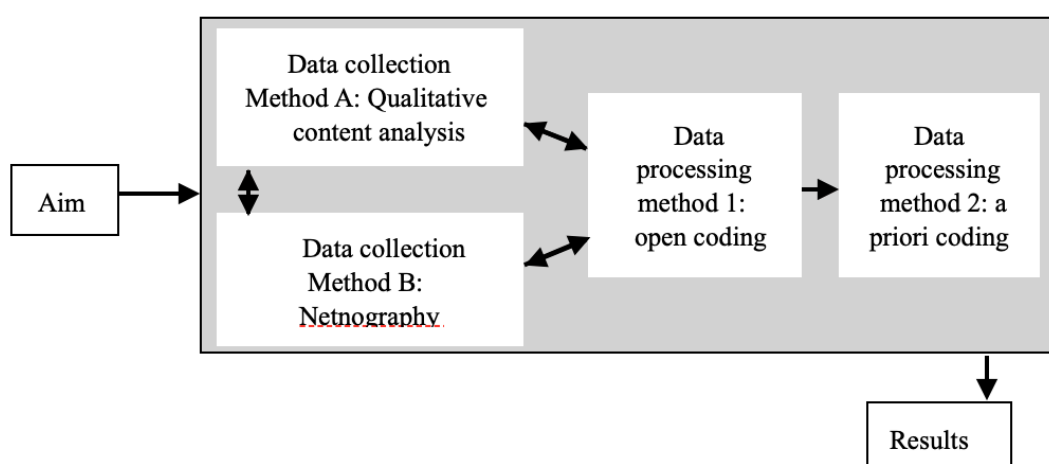 Aim
Data collection
Method A: Qualitative
content analysis
Data collection
Method B:
Netnography
Data
processing
method 1:
open coding
Data
processing
method 2: a
priori coding
Results